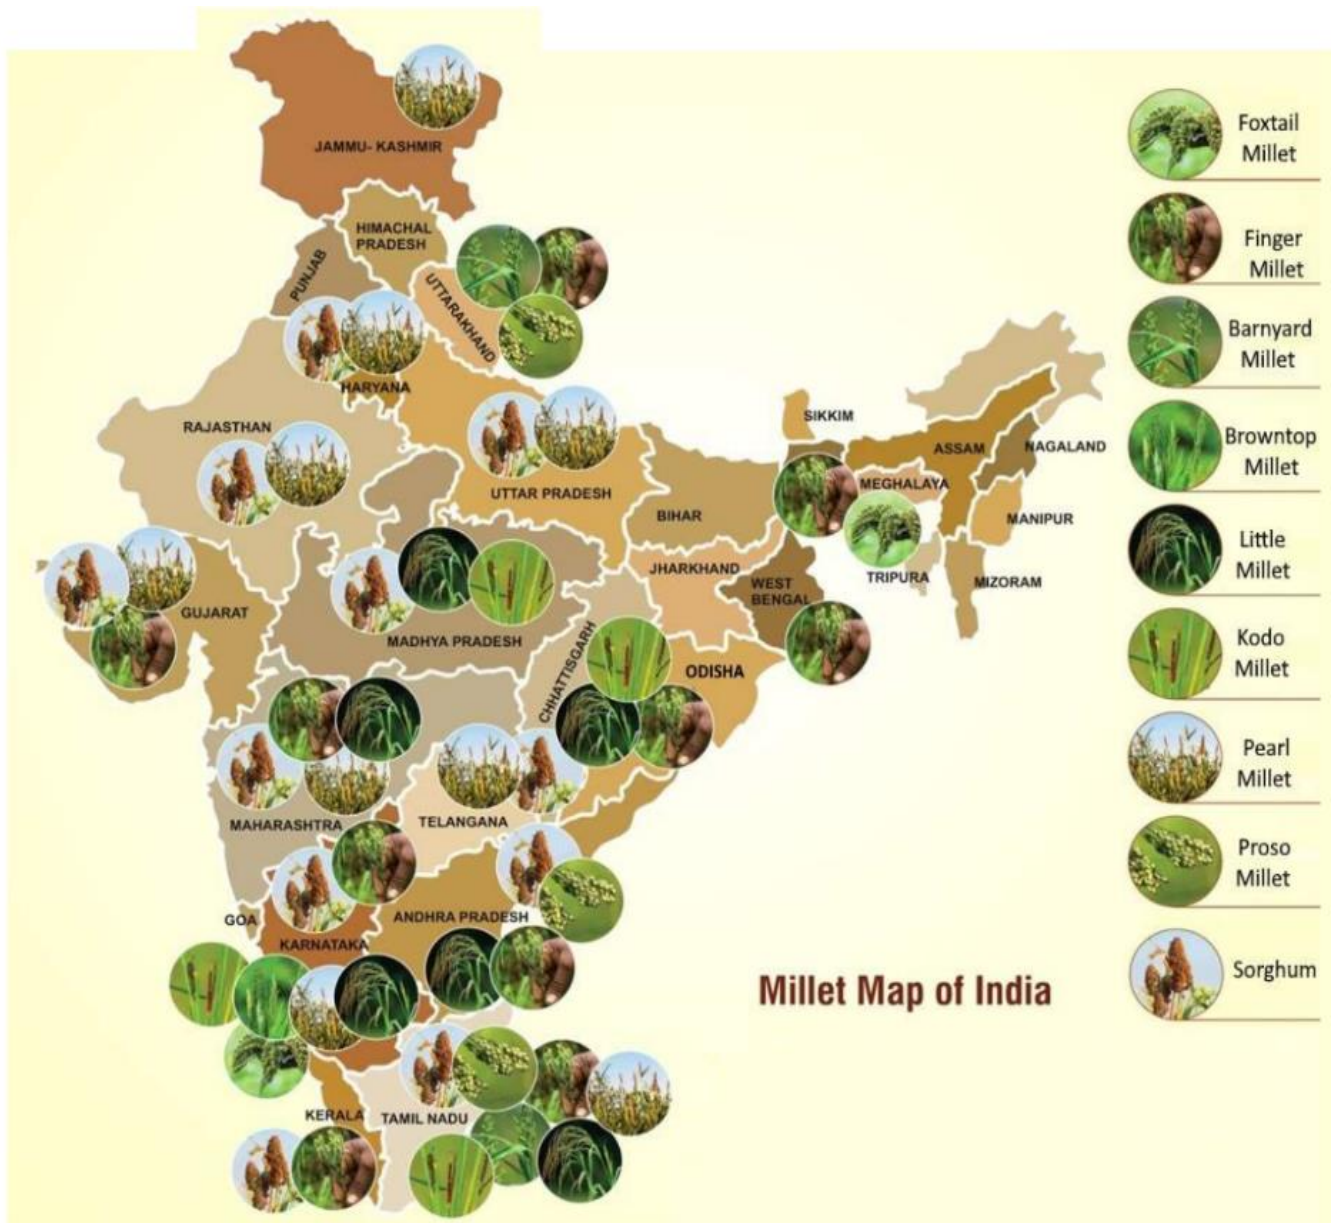 JAMMU- KASHMIR
HIMACHAL
PRADESH
PUNJAB
UTTARAKHAND
HARYANA
RAJASTHAN
UTTAR PRADESH
SIKKIM
ASSAM
NAGALAND
MEGHALAYA
BIHAR
MANIPUR
JHARKHAND
TRIPURA
MIZORAM
WEST
BENGAL
GUJARAT
MADHYA PRADESH
CHHATTISGARH
ODISHA
MAHARASHTRA
TELANGANA
GOA
ANDHRA PRADESH
KARNATAKA
KERALA
TAMIL NADU
Millet Map of India
Foxtail
Millet
Finger
Millet
Barnyard
Millet
Browntop
Millet
Little
Millet
Kodo
Millet
Pearl
Millet
Proso
Millet
Sorghum